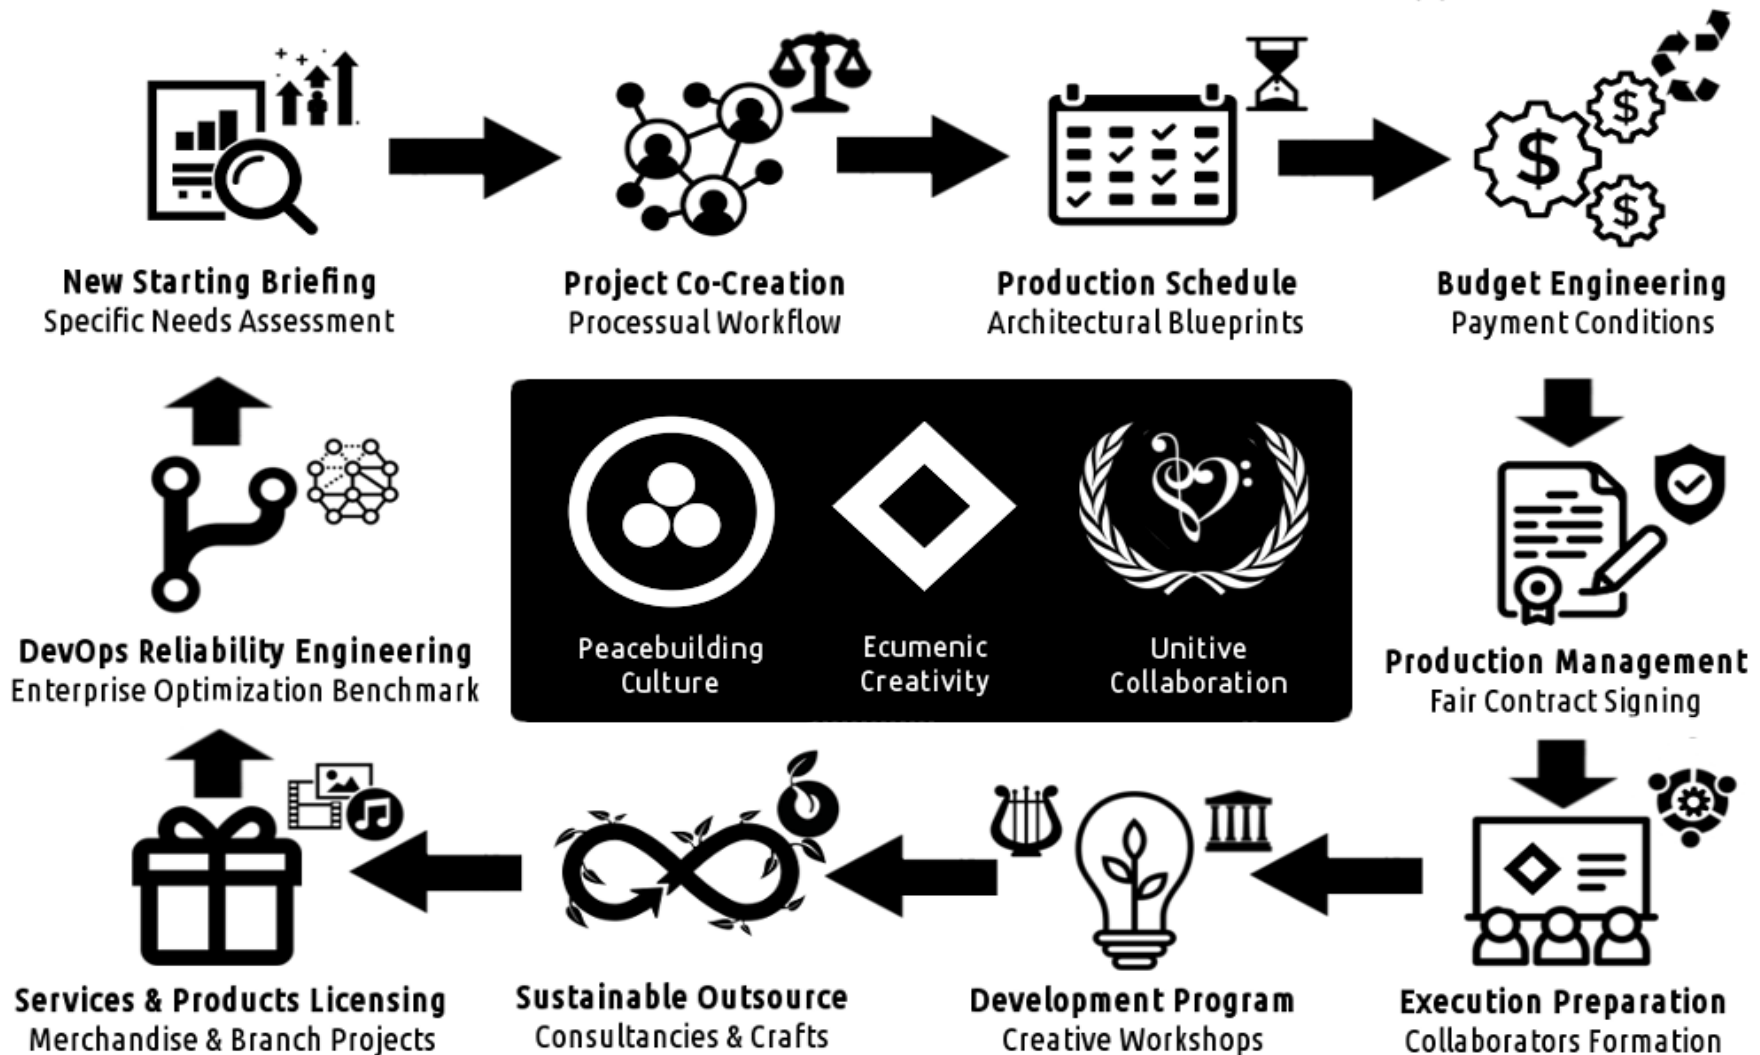 New Starting Briefing
Specific Needs Assessment
Project Co-Creation
Processual Workflow
Production Schedule
Architectural Blueprints
Budget Engineering
Payment Conditions
$
$
$
DevOps Reliability Engineering
Enterprise Optimization Benchmark
Peacebuilding
Culture
Ecumenic
Creativity
Unitive
Collaboration
Production Management
Fair Contract Signing
Services & Products Licensing
Merchandise & Branch Projects
Sustainable Outsource
Consultancies & Crafts
Development Program
Creative Workshops
Execution Preparation
Collaborators Formation